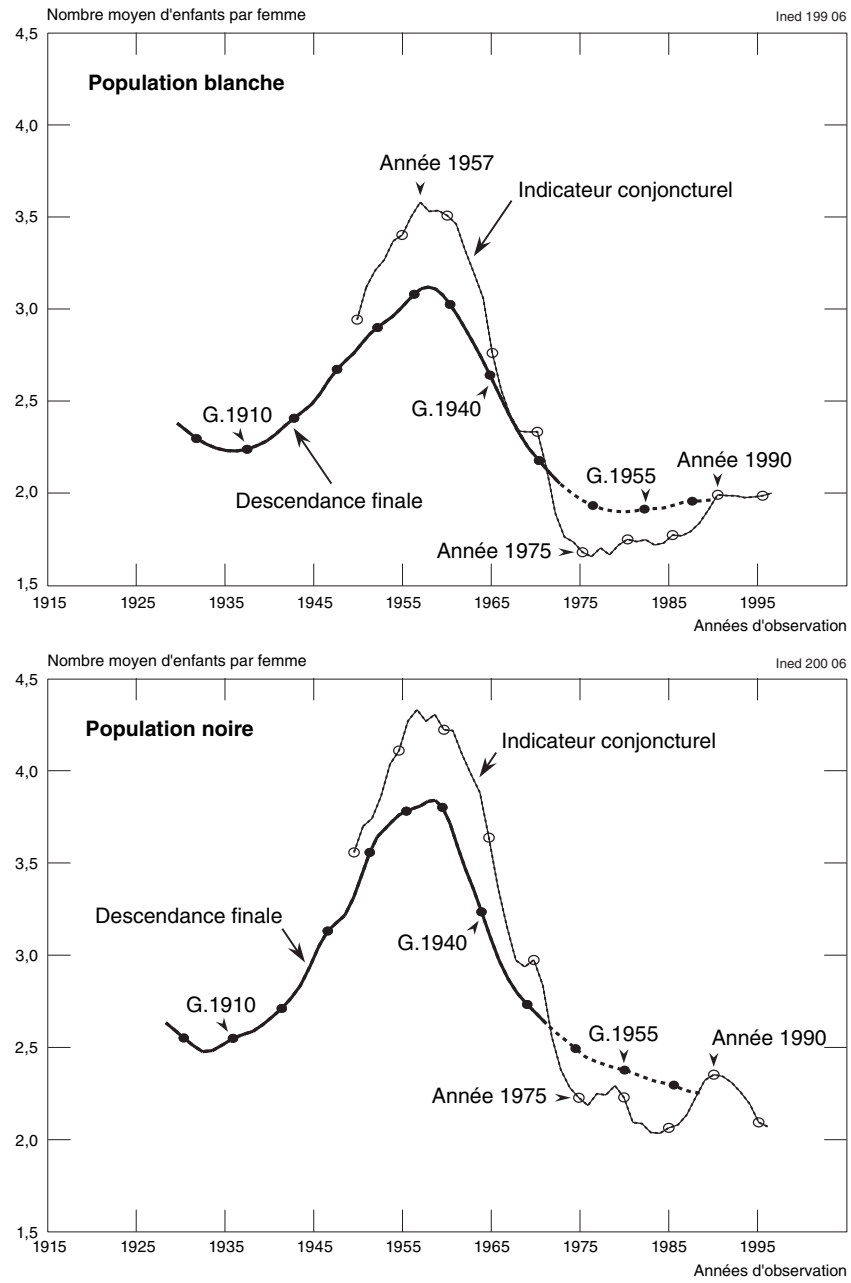 Nombre moyen d'enfants par femme
Ined 199 06
4,5
Population blanche
4,0
Année 1957
Indicateur conjoncturel
3,5
3,0
2,5
G.1910
G.1940
G.1955
Année 1990
Descendance finale
2,0
Année 1975
1,5
1915 1925 1935 1945 1955 1965 1975 1985 1995
Années d'observation
Nombre moyen d'enfants par femme
Ined 200 06
4,5
Population noire
Indicateur conjoncturel
4,0
3,5
Descendance finale
G.1940
3,0
G.1910
G.1955
Année 1990
2,5
Année 1975
2,0
1,5
1915 1925 1935 1945 1955 1965 1975 1985 1995
Années d'observation